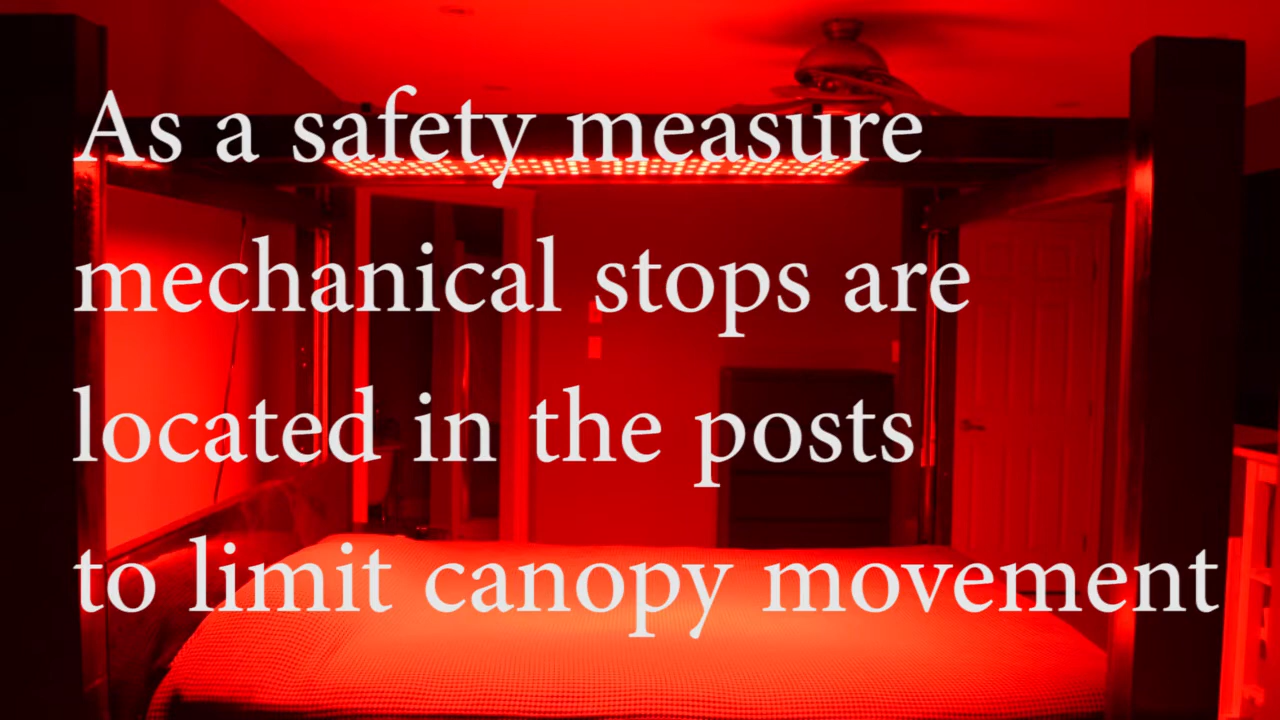 As a safety measure
mechanical stops are
located in the posts
to limit canopy movement